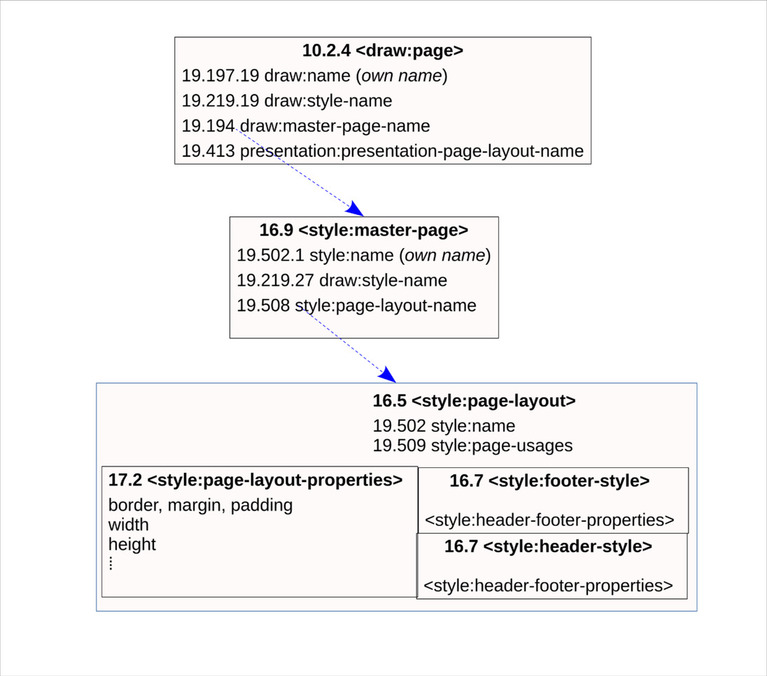 10.2.4 <draw:page>
19.197.19 draw:name (own name)
19.219.19 draw:style-name
19.194 draw:master-page-name
19.413 presentation:presentation-page-layout-name
16.9 <style:master-page>
19.502.1 style:name (own name)
19.219.27 draw:style-name
19.508 style:page-layout-name
16.5 <style:page-layout>
19.502 style:name
19.509 style:page-usages
17.2 <style:page-layout-properties>
border, margin, padding
width
height
⁞
16.7 <style:footer-style>
<style:header-footer-properties>
16.7 <style:header-style>
<style:header-footer-properties>